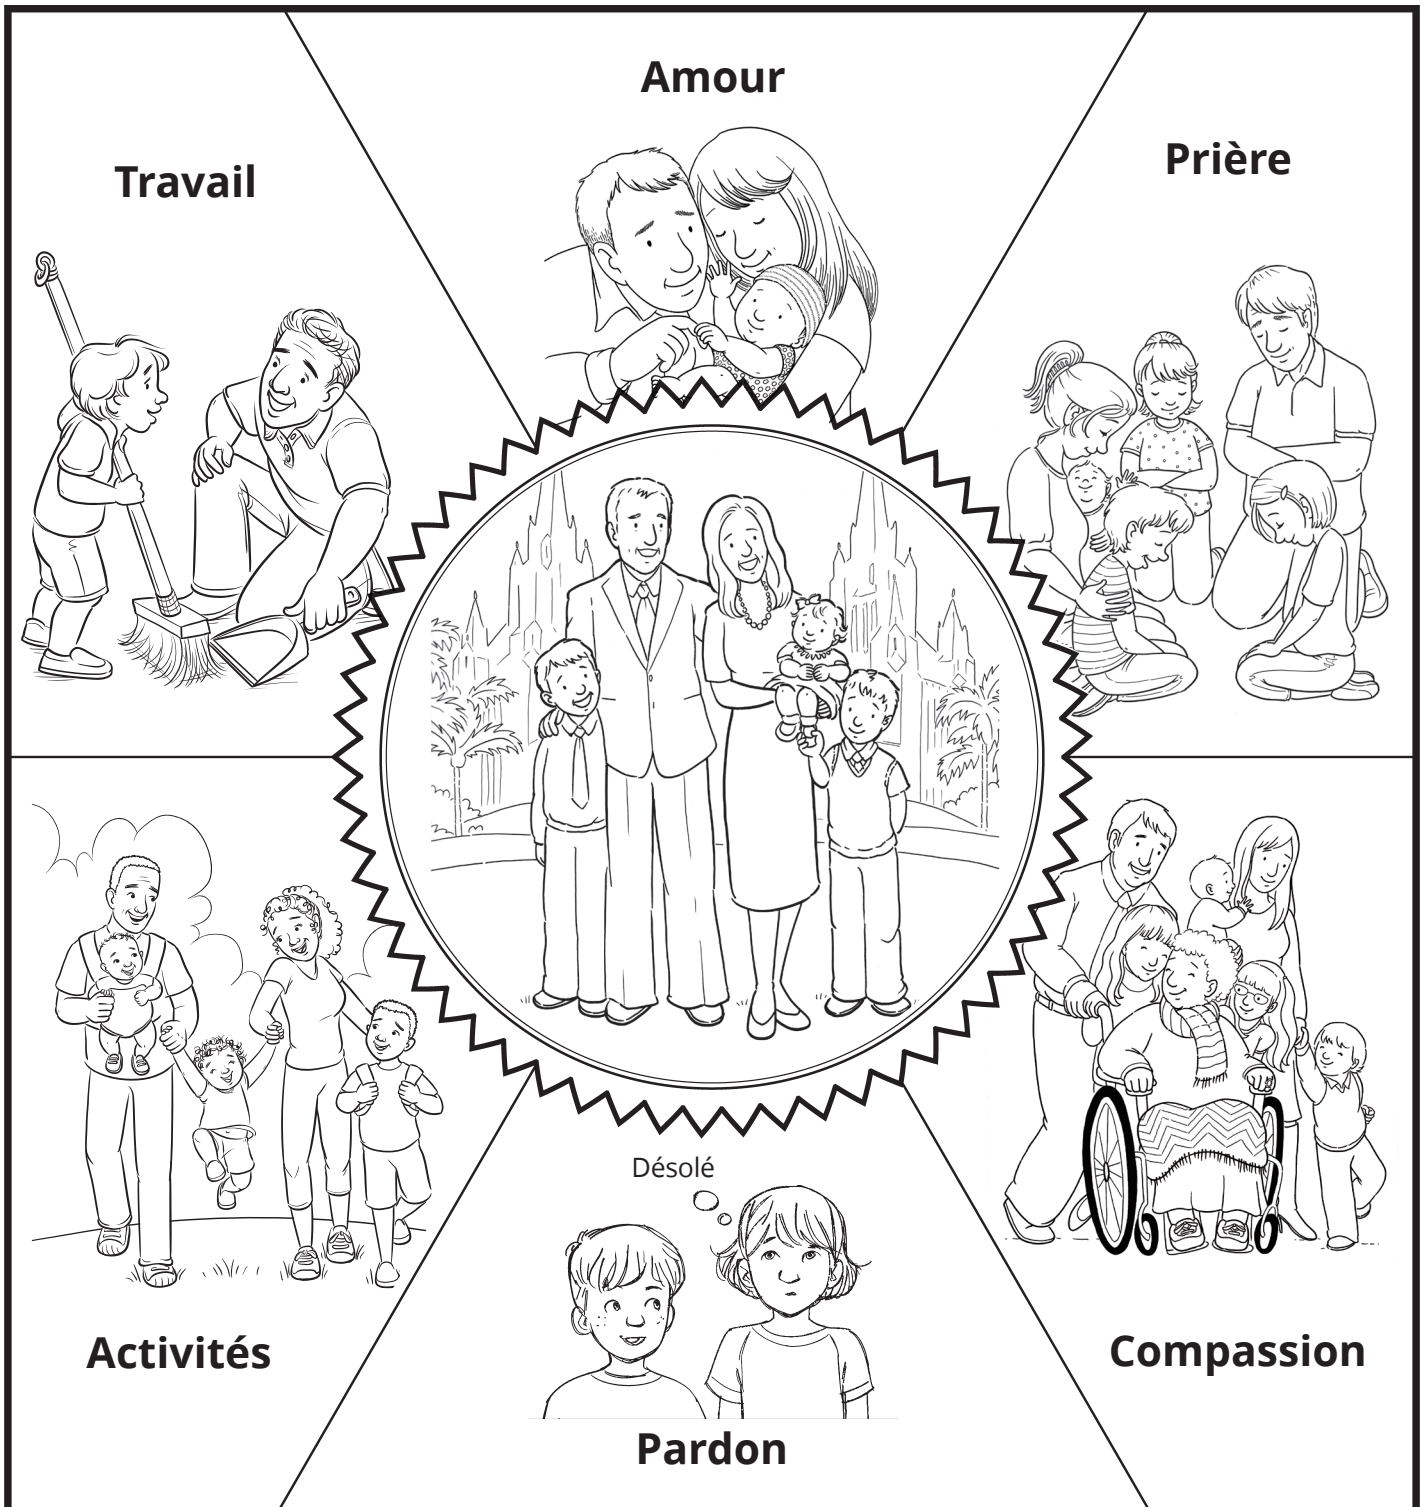 Amour
Prière
Travail
Désolé
Activités
Compassion
Pardon